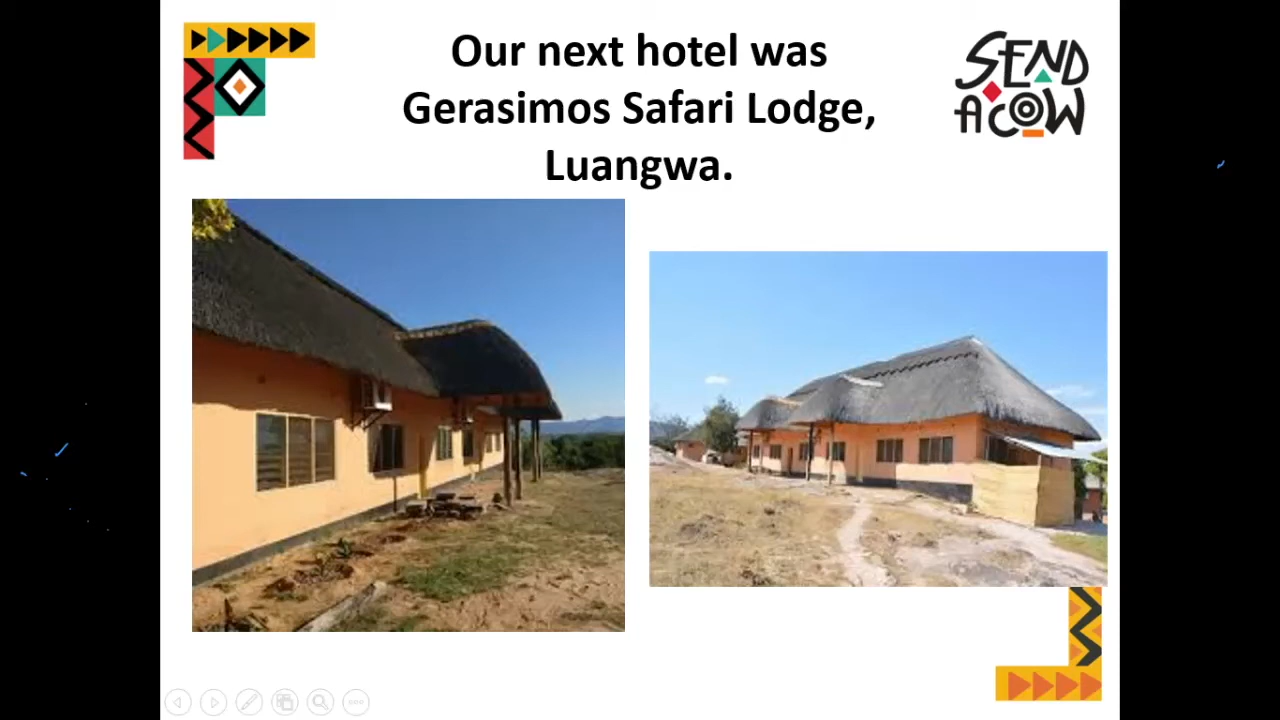 Our next hotel was
Gerasimos Safari Lodge,
Luangwa.
SEND
A COW